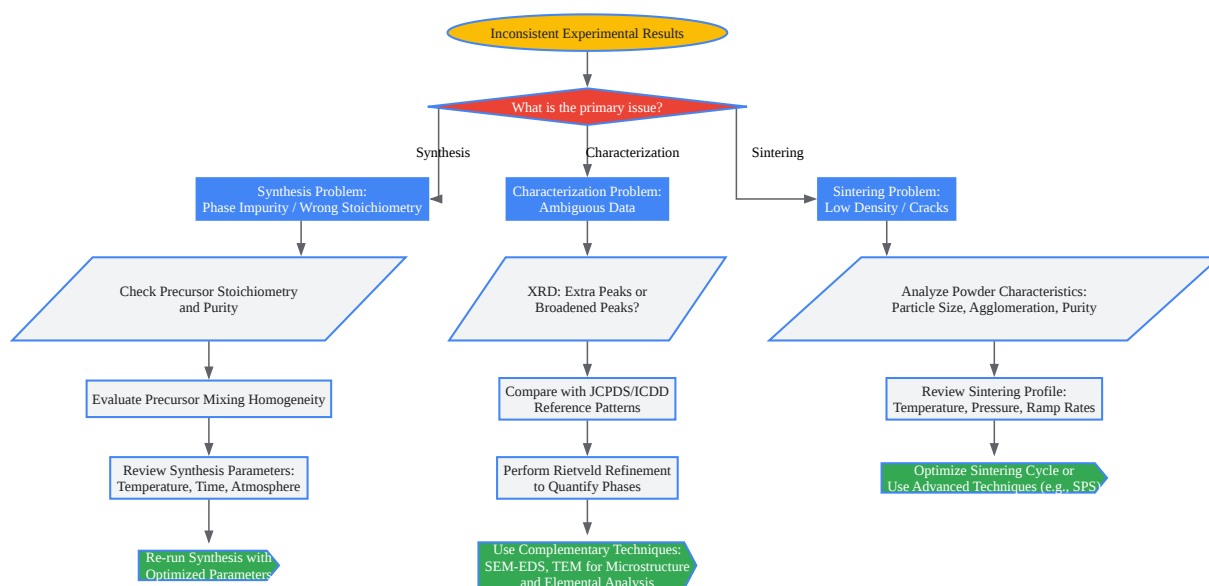 Inconsistent Experimental Results
What is the primary issue?
Synthesis
Characterization
Sintering
Synthesis Problem:
Phase Impurity / Wrong Stoichiometry
Characterization Problem:
Ambiguous Data
Sintering Problem:
Low Density / Cracks
Check Precursor Stoichiometry
and Purity
XRD: Extra Peaks or
Broadened Peaks?
Analyze Powder Characteristics:
Particle Size, Agglomeration, Purity
Evaluate Precursor Mixing Homogeneity
Compare with JCPDS/ICDD
Reference Patterns
Review Sintering Profile:
Temperature, Pressure, Ramp Rates
Review Synthesis Parameters:
Temperature, Time, Atmosphere
Perform Rietveld Refinement
to Quantify Phases
Optimize Sintering Cycle or
Use Advanced Techniques (e.g., SPS)
Re-run Synthesis with
Optimized Parameters
Use Complementary Techniques:
SEM-EDS, TEM for Microstructure
and Elemental Analysis